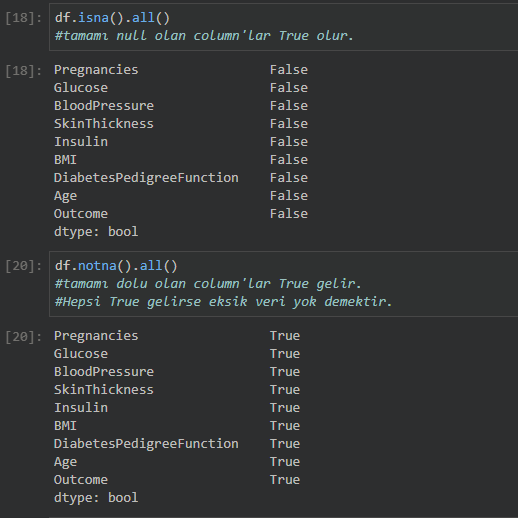 [18]: df.isna().all()
#tamamı null olan column'lar True olur.
[18]: Pregnancies False
Glucose False
BloodPressure False
SkinThickness False
Insulin False
BMI False
DiabetesPedigreeFunction False
Age False
Outcome False
dtype: bool
[20]: df.notna().all()
#tamamı dolu olan column'lar True gelir.
#Hepsi True gelirse eksik veri yok demektir.
[20]: Pregnancies True
Glucose True
BloodPressure True
SkinThickness True
Insulin True
BMI True
DiabetesPedigreeFunction True
Age True
Outcome True
dtype: bool